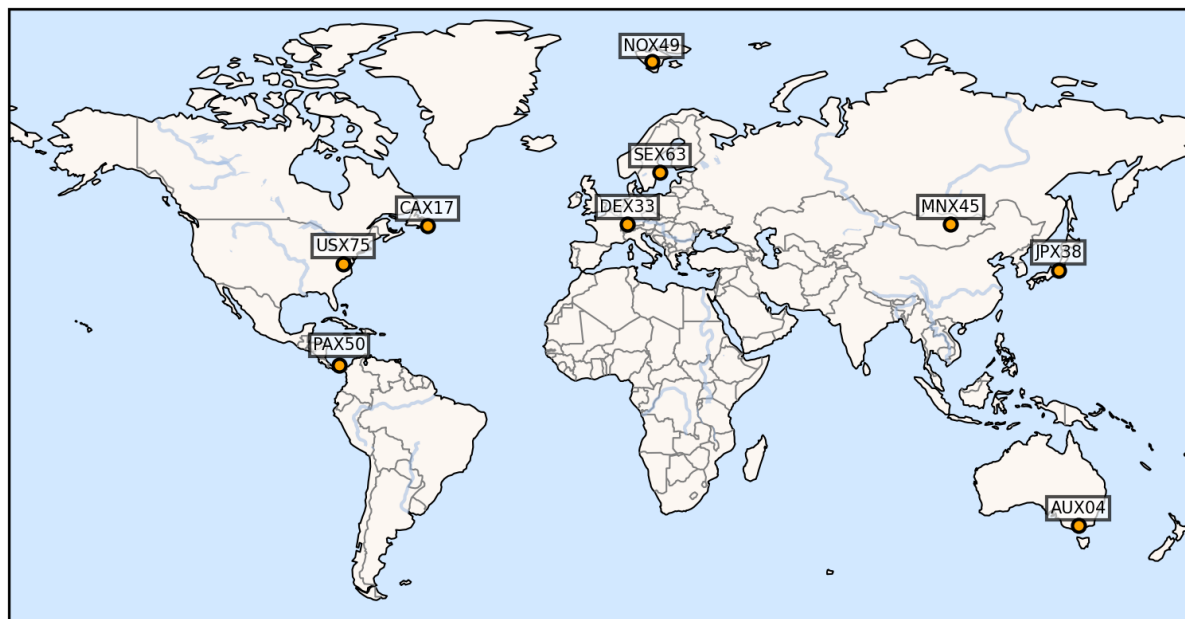 NOX49
SEX63
CAX17
DEX33
MNX45
USX75
JPX38
PAX50
AUX04